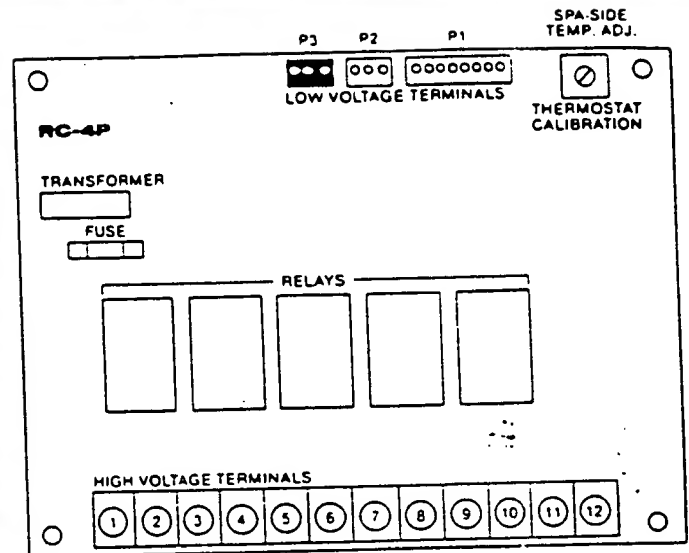 SPA-SIDE
TEMP. ADJ.
P3 P2 P1
LOW VOLTAGE TERMINALS
THERMOSTAT
CALIBRATION
RC-4P
TRANSFORMER
FUSE
RELAYS
HIGH VOLTAGE TERMINALS
1 2 3 4 5 6 7 8 9 10 11 12